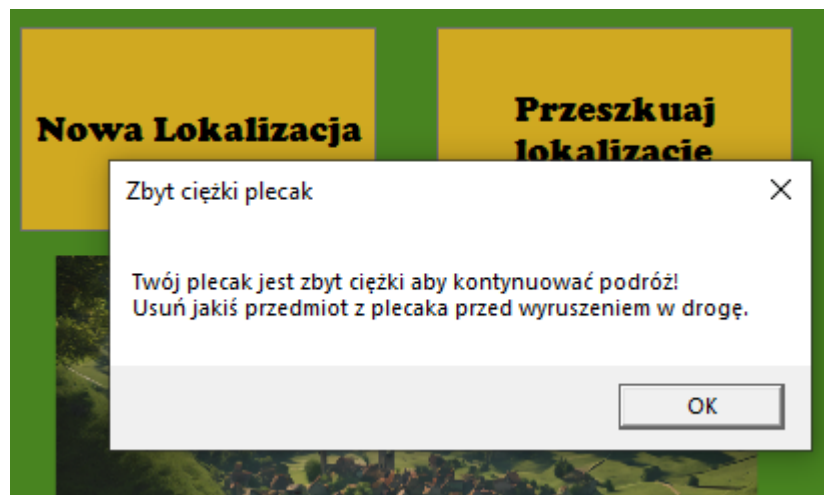 Nowa Lokalizacja
Przeszkuaj
lokalizacje
Zbyt ciężki plecak
Twój plecak jest zbyt ciężki aby kontynuować podróż!
Usuń jakiś przedmiot z plecaka przed wyruszeniem w drogę.
OK